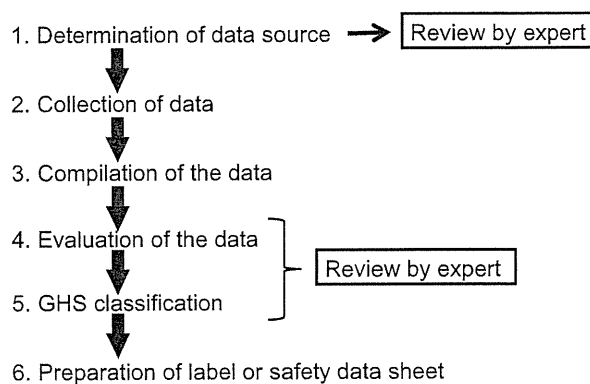 1. Determination of data source
Review by expert
2. Collection of data
3. Compilation of the data
4. Evaluation of the data
Review by expert
5. GHS classification
6. Preparation of label or safety data sheet